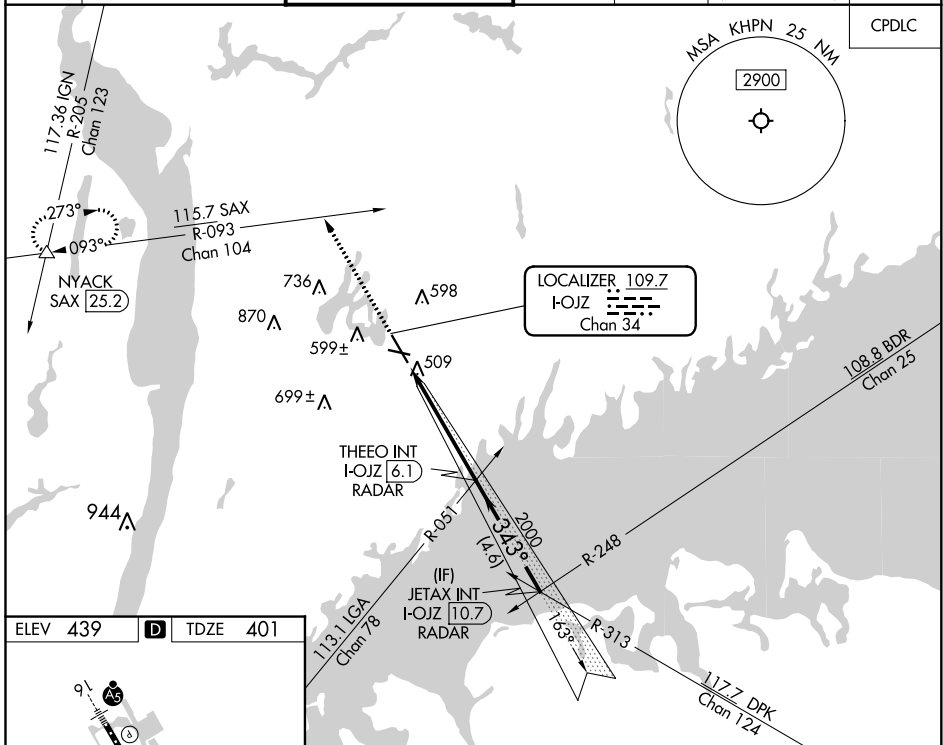 CPDLC
MSA KHPN 25 NM
2900
117.36 IGN
R-205
Chan 123
273°
093°
115.7 SAX
R-093
Chan 104
NYACK
SAX 25.2
736
598
870
599±
509
699±
944
LOCALIZER 109.7
I-OJZ
Chan 34
108.8 BDR
Chan 25
THEEO INT
I-OJZ 6.1
RADAR
R-051
2000
343°
(4.6)
R-248
(IF)
JETAX INT
I-OJZ 10.7
RADAR
163°
R-313
113.1 LGA
Chan 78
117.7 DPK
Chan 124
ELEV 439
D
TDZE 401
16
A5
P